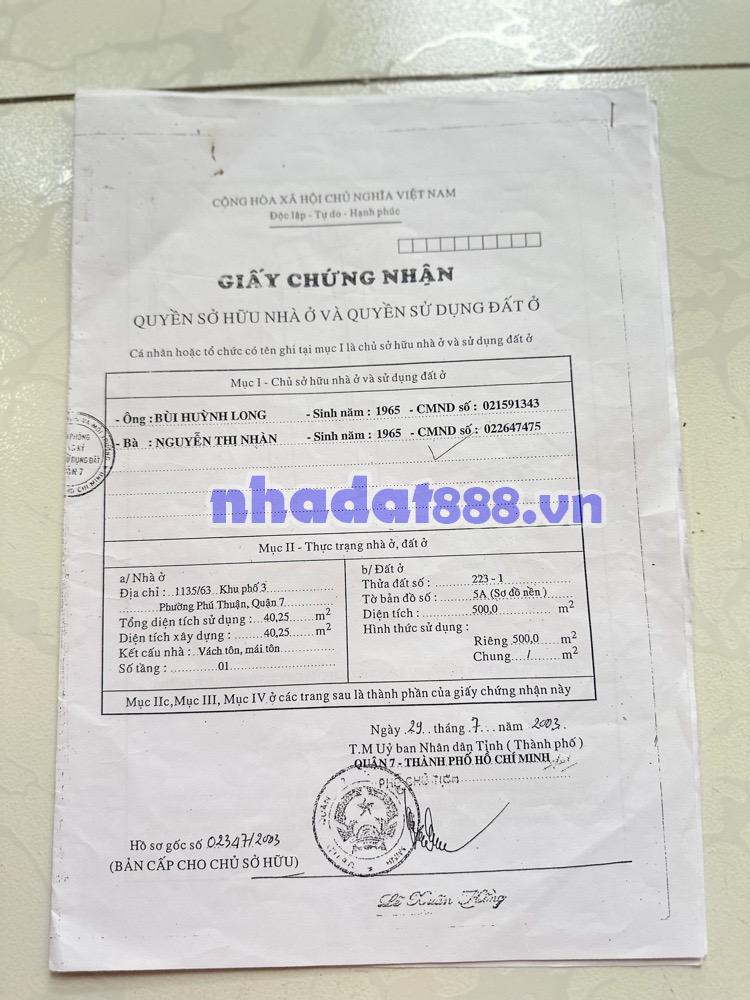 CỘNG HÒA XÃ HỘI CHỦ NGHĨA VIỆT NAM
Độc lập - Tự do - Hạnh phúc
GIẤY CHỨNG NHẬN
QUYỀN SỞ HỮU NHÀ Ở VÀ QUYỀN SỬ DỤNG ĐẤT Ở
Cá nhân hoặc tổ chức có tên ghi tại mục I là chủ sở hữu nhà ở và sử dụng đất ở
Mục I - Chủ sở hữu nhà ở và sử dụng đất ở
- Ông : BÙI HUỲNH LONG - Sinh năm : 1965 - CMND số : 021591343
- Bà : NGUYỄN THỊ NHÀN - Sinh năm : 1965 - CMND số : 022647475
nhadat888.vn
Mục II - Thực trạng nhà ở, đất ở
a/ Nhà ở
Địa chỉ : 1135/63 Khu phố 3
Phường Phú Thuận, Quận 7
Tổng diện tích sử dụng : 40,25 m2
Diện tích xây dựng : 40,25 m2
Kết cấu nhà : Vách tôn, mái tôn
Số tầng : 01
b/ Đất ở
Thửa đất số : 223 - 1
Tờ bản đồ số : 5A (Sơ đồ nền)
Diện tích : 500,0 m2
Hình thức sử dụng :
Riêng 500,0 m2
Chung / m2
Mục IIc, Mục III, Mục IV ở các trang sau là thành phần của giấy chứng nhận này
Ngày 29 tháng 7 năm 2003
T.M Uỷ ban Nhân dân Tỉnh ( Thành phố )
QUẬN 7 - THÀNH PHỐ HỒ CHÍ MINH
PHÓ CHỦ TỊCH
Hồ sơ gốc số 02347/2003
(BẢN CẤP CHO CHỦ SỞ HỮU)
Lê Xuân Hồng